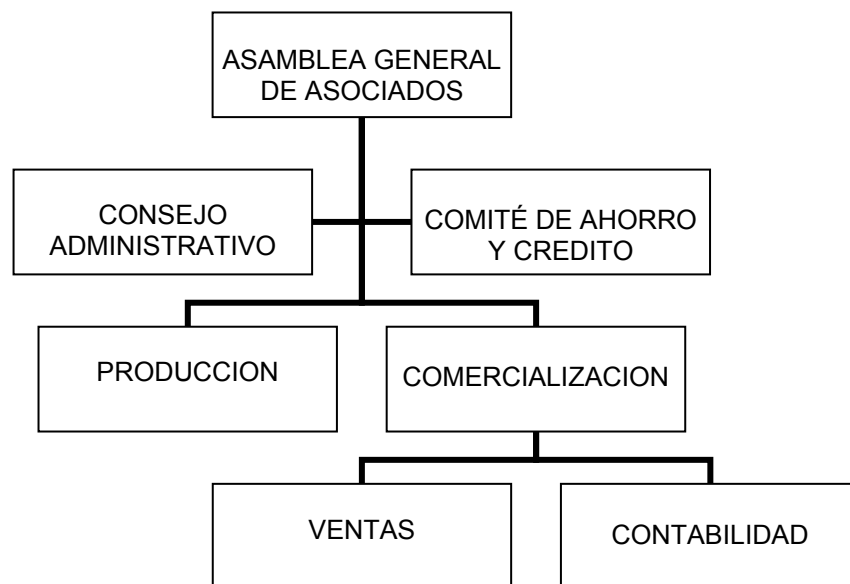 ASAMBLEA GENERAL
DE ASOCIADOS
CONSEJO
ADMINISTRATIVO
COMITÉ DE AHORRO
Y CREDITO
PRODUCCION
COMERCIALIZACION
VENTAS
CONTABILIDAD